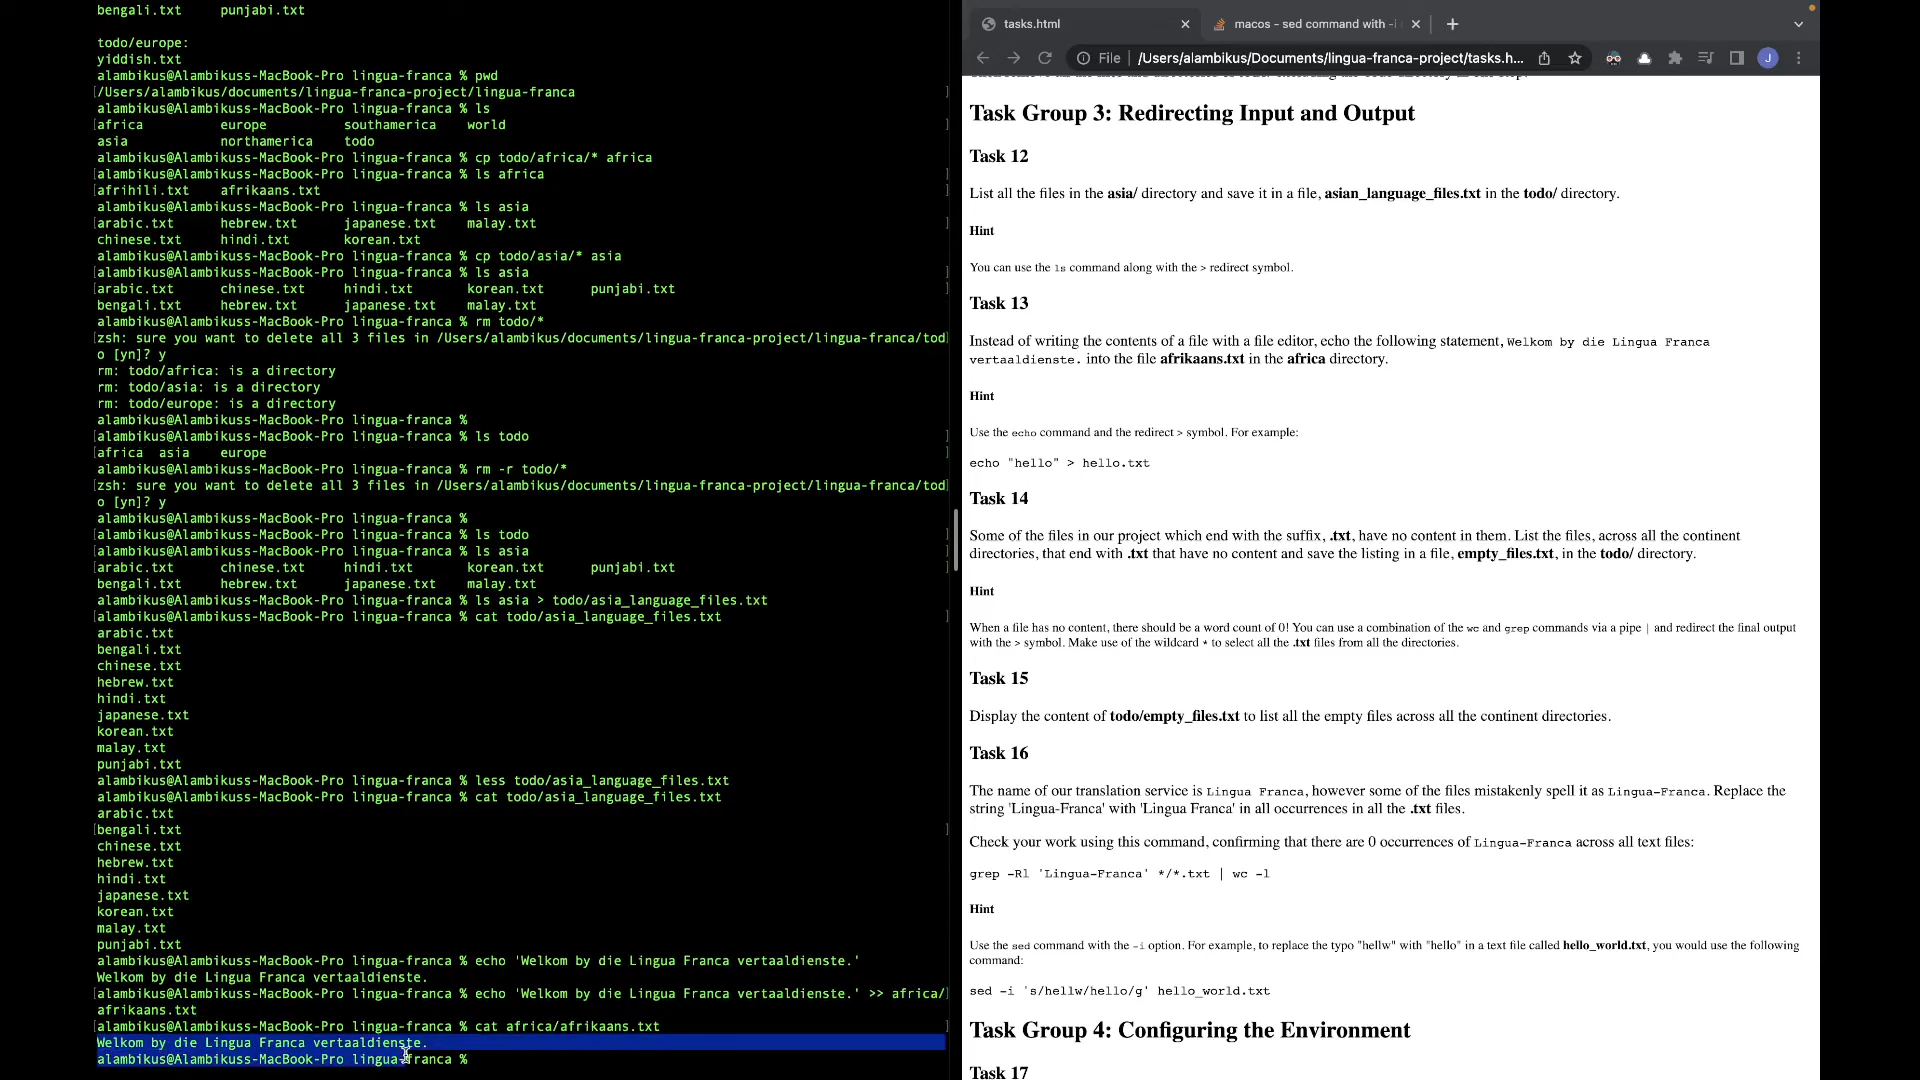 bengali.txt punjabi.txt
todo/europe:
yiddish.txt
alambikus@Alambikuss-MacBook-Pro lingua-franca % pwd
/Users/alambikus/documents/lingua-franca-project/lingua-franca
alambikus@Alambikuss-MacBook-Pro lingua-franca % ls
africa europe southamerica world
asia northamerica todo
alambikus@Alambikuss-MacBook-Pro lingua-franca % cp todo/africa/* africa
alambikus@Alambikuss-MacBook-Pro lingua-franca % ls africa
afrihili.txt afrikaans.txt
alambikus@Alambikuss-MacBook-Pro lingua-franca % ls asia
arabic.txt hebrew.txt japanese.txt malay.txt
chinese.txt hindi.txt korean.txt
alambikus@Alambikuss-MacBook-Pro lingua-franca % cp todo/asia/* asia
alambikus@Alambikuss-MacBook-Pro lingua-franca % ls asia
arabic.txt chinese.txt hindi.txt korean.txt punjabi.txt
bengali.txt hebrew.txt japanese.txt malay.txt
alambikus@Alambikuss-MacBook-Pro lingua-franca % rm todo/*
zsh: sure you want to delete all 3 files in /Users/alambikus/documents/lingua-franca-project/lingua-franca/tod
o [yn]? y
rm: todo/africa: is a directory
rm: todo/asia: is a directory
rm: todo/europe: is a directory
alambikus@Alambikuss-MacBook-Pro lingua-franca %
alambikus@Alambikuss-MacBook-Pro lingua-franca % ls todo
africa asia europe
alambikus@Alambikuss-MacBook-Pro lingua-franca % rm -r todo/*
zsh: sure you want to delete all 3 files in /Users/alambikus/documents/lingua-franca-project/lingua-franca/tod
o [yn]? y
alambikus@Alambikuss-MacBook-Pro lingua-franca %
alambikus@Alambikuss-MacBook-Pro lingua-franca % ls todo
alambikus@Alambikuss-MacBook-Pro lingua-franca % ls asia
arabic.txt chinese.txt hindi.txt korean.txt punjabi.txt
bengali.txt hebrew.txt japanese.txt malay.txt
alambikus@Alambikuss-MacBook-Pro lingua-franca % ls asia > todo/asia_language_files.txt
alambikus@Alambikuss-MacBook-Pro lingua-franca % cat todo/asia_language_files.txt
arabic.txt
bengali.txt
chinese.txt
hebrew.txt
hindi.txt
japanese.txt
korean.txt
malay.txt
punjabi.txt
alambikus@Alambikuss-MacBook-Pro lingua-franca % less todo/asia_language_files.txt
alambikus@Alambikuss-MacBook-Pro lingua-franca % cat todo/asia_language_files.txt
arabic.txt
bengali.txt
chinese.txt
hebrew.txt
hindi.txt
japanese.txt
korean.txt
malay.txt
punjabi.txt
alambikus@Alambikuss-MacBook-Pro lingua-franca % echo 'Welkom by die Lingua Franca vertaaldienste.'
Welkom by die Lingua Franca vertaaldienste.
alambikus@Alambikuss-MacBook-Pro lingua-franca % echo 'Welkom by die Lingua Franca vertaaldienste.' >> africa/
afrikaans.txt
alambikus@Alambikuss-MacBook-Pro lingua-franca % cat africa/afrikaans.txt
Welkom by die Lingua Franca vertaaldienste.
alambikus@Alambikuss-MacBook-Pro lingua-franca %
tasks.html
macos - sed command with -i
File
/Users/alambikus/Documents/lingua-franca-project/tasks.h...
J
Task Group 3: Redirecting Input and Output
Task 12
List all the files in the asia/ directory and save it in a file, asian_language_files.txt in the todo/ directory.
Hint
You can use the ls command along with the > redirect symbol.
Task 13
Instead of writing the contents of a file with a file editor, echo the following statement, Welkom by die Lingua Franca
vertaaldienste. into the file afrikaans.txt in the africa directory.
Hint
Use the echo command and the redirect > symbol. For example:
echo "hello" > hello.txt
Task 14
Some of the files in our project which end with the suffix, .txt, have no content in them. List the files, across all the continent
directories, that end with .txt that have no content and save the listing in a file, empty_files.txt, in the todo/ directory.
Hint
When a file has no content, there should be a word count of 0! You can use a combination of the wc and grep commands via a pipe | and redirect the final output
with the > symbol. Make use of the wildcard * to select all the .txt files from all the directories.
Task 15
Display the content of todo/empty_files.txt to list all the empty files across all the continent directories.
Task 16
The name of our translation service is Lingua Franca, however some of the files mistakenly spell it as Lingua-Franca. Replace the
string 'Lingua-Franca' with 'Lingua Franca' in all occurrences in all the .txt files.
Check your work using this command, confirming that there are 0 occurrences of Lingua-Franca across all text files:
grep -Rl 'Lingua-Franca' */*.txt | wc -l
Hint
Use the sed command with the -i option. For example, to replace the typo "hellw" with "hello" in a text file called hello_world.txt, you would use the following
command:
sed -i 's/hellw/hello/g' hello_world.txt
Task Group 4: Configuring the Environment
Task 17